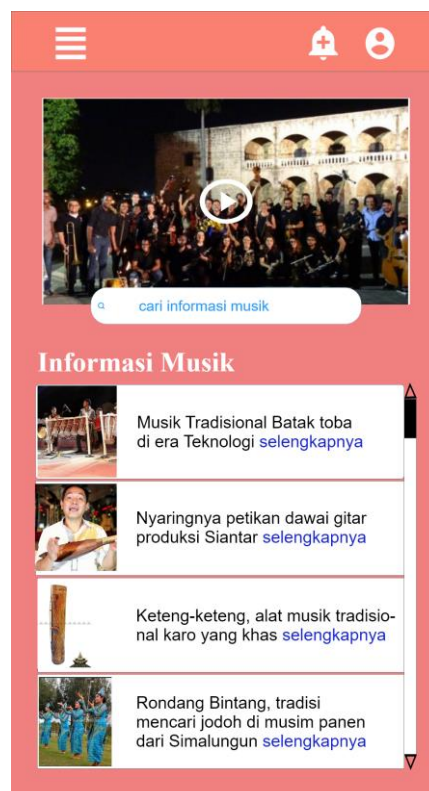 cari informasi musik
Informasi Musik
Musik Tradisional Batak toba
di era Teknologi selengkapnya
Nyaringnya petikan dawai gitar
produksi Siantar selengkapnya
Keteng-keteng, alat musik tradisio-
nal karo yang khas selengkapnya
Rondang Bintang, tradisi
mencari jodoh di musim panen
dari Simalungun selengkapnya